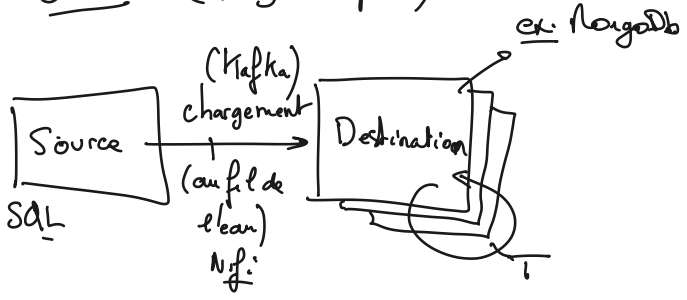 ex: MongoDb
(Kafka)
chargement
Source
Destination
(au fil de
l'eau)
Nifi
SQL